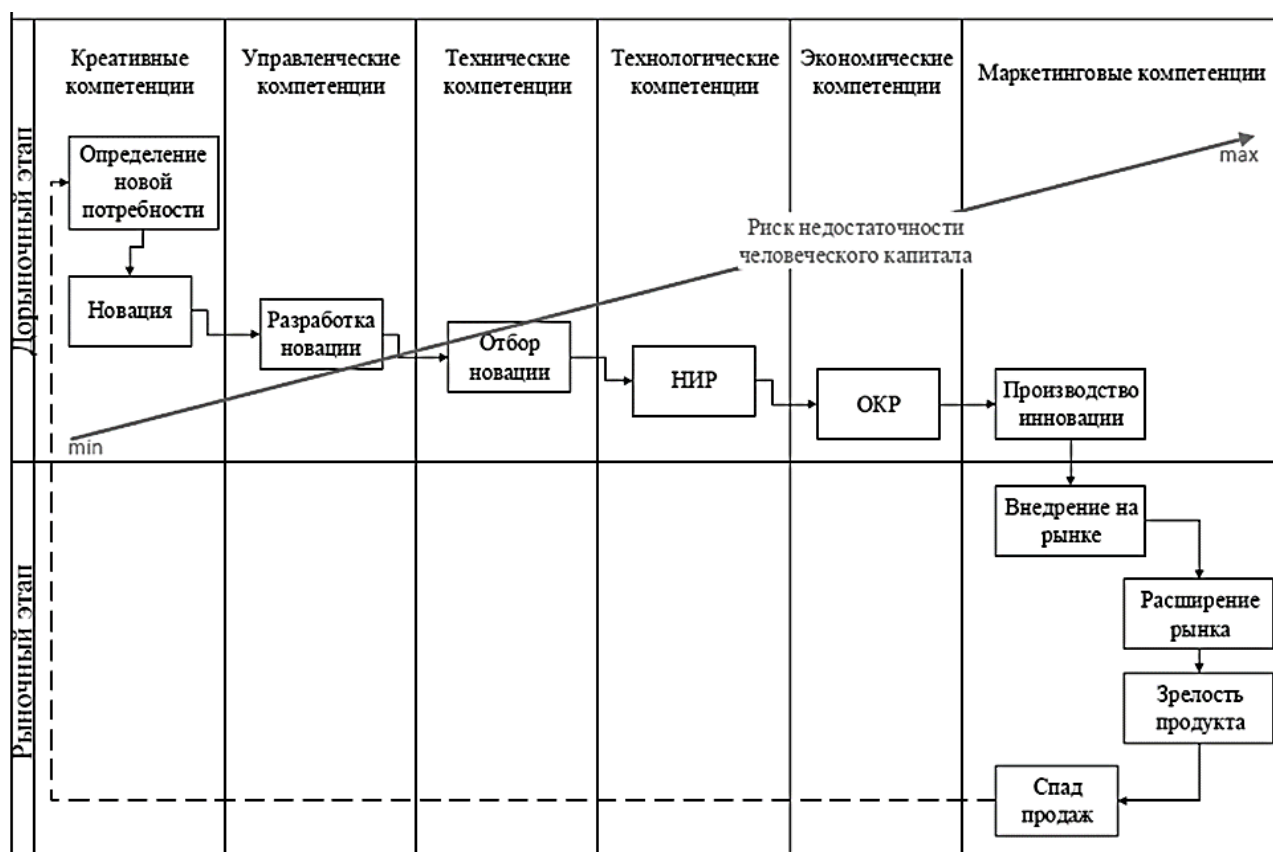 Креативные
компетенции
Управленческие
компетенции
Технические
компетенции
Технологические
компетенции
Экономические
компетенции
Маркетинговые компетенции
Дорыночный этап
Определение
новой
потребности
max
Риск недостаточности
человеческого капитала
Новация
Разработка
новации
Отбор
новации
НИР
ОКР
Производство
инновации
min
Рыночный этап
Внедрение на
рынке
Расширение
рынка
Зрелость
продукта
Спад
продаж